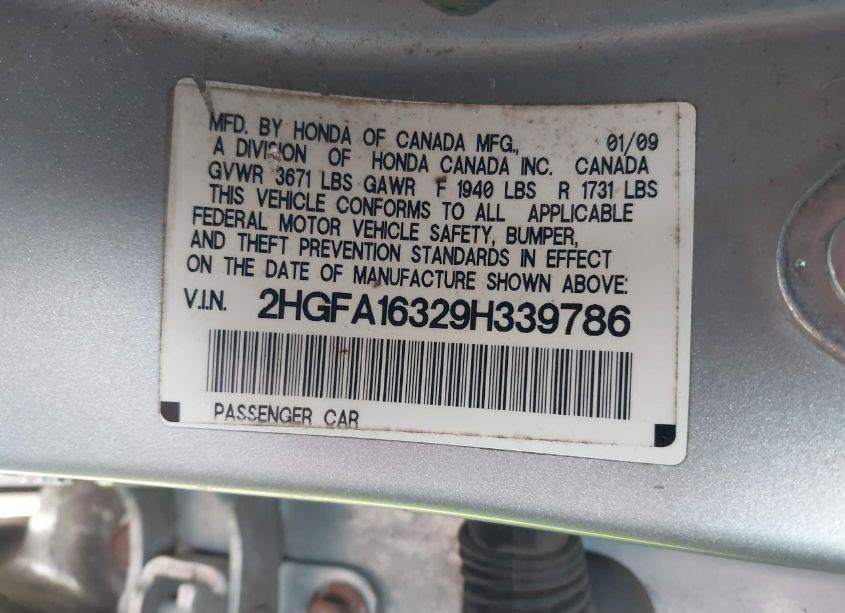 MFD. BY HONDA OF CANADA MFG., 01/09
A DIVISION OF HONDA CANADA INC. CANADA
GVWR 3671 LBS GAWR F 1940 LBS R 1731 LBS
THIS VEHICLE CONFORMS TO ALL APPLICABLE
FEDERAL MOTOR VEHICLE SAFETY, BUMPER,
AND THEFT PREVENTION STANDARDS IN EFFECT
ON THE DATE OF MANUFACTURE SHOWN ABOVE:
V.I.N. 2HGFA16329H339786
PASSENGER CAR